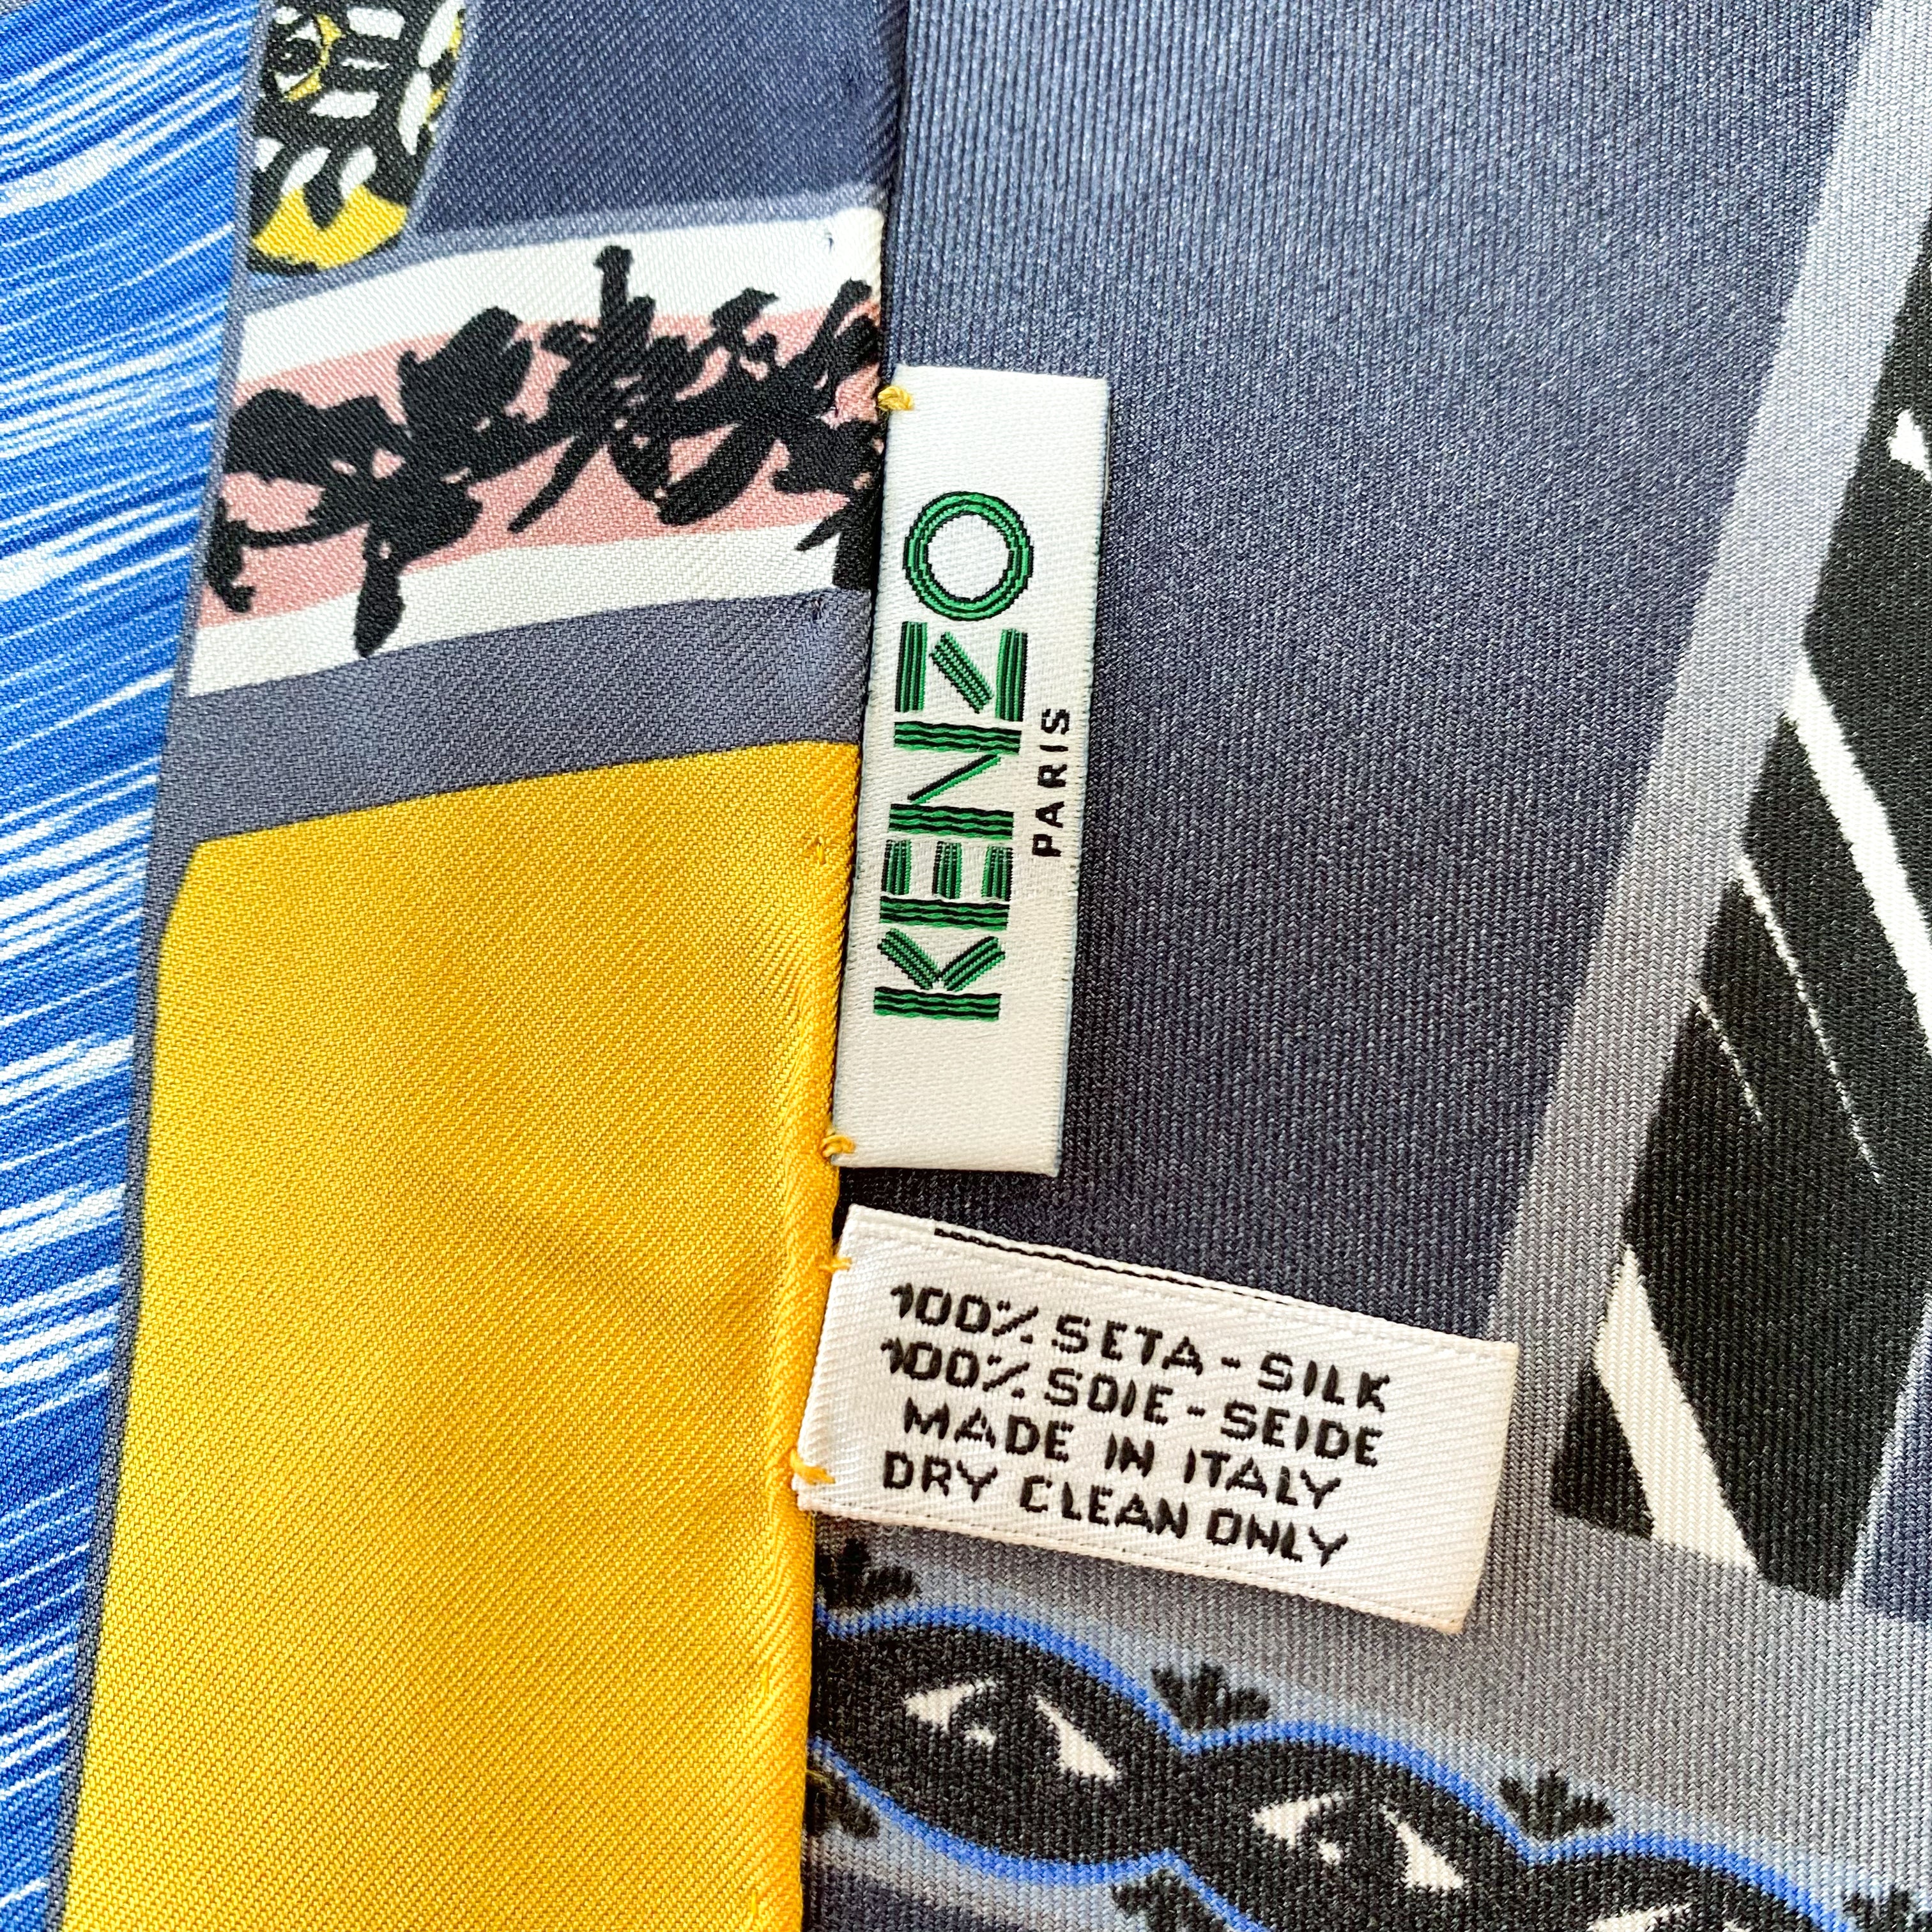 KENZO
PARIS
100% SETA - SILK
100% SOIE - SEIDE
MADE IN ITALY
DRY CLEAN ONLY